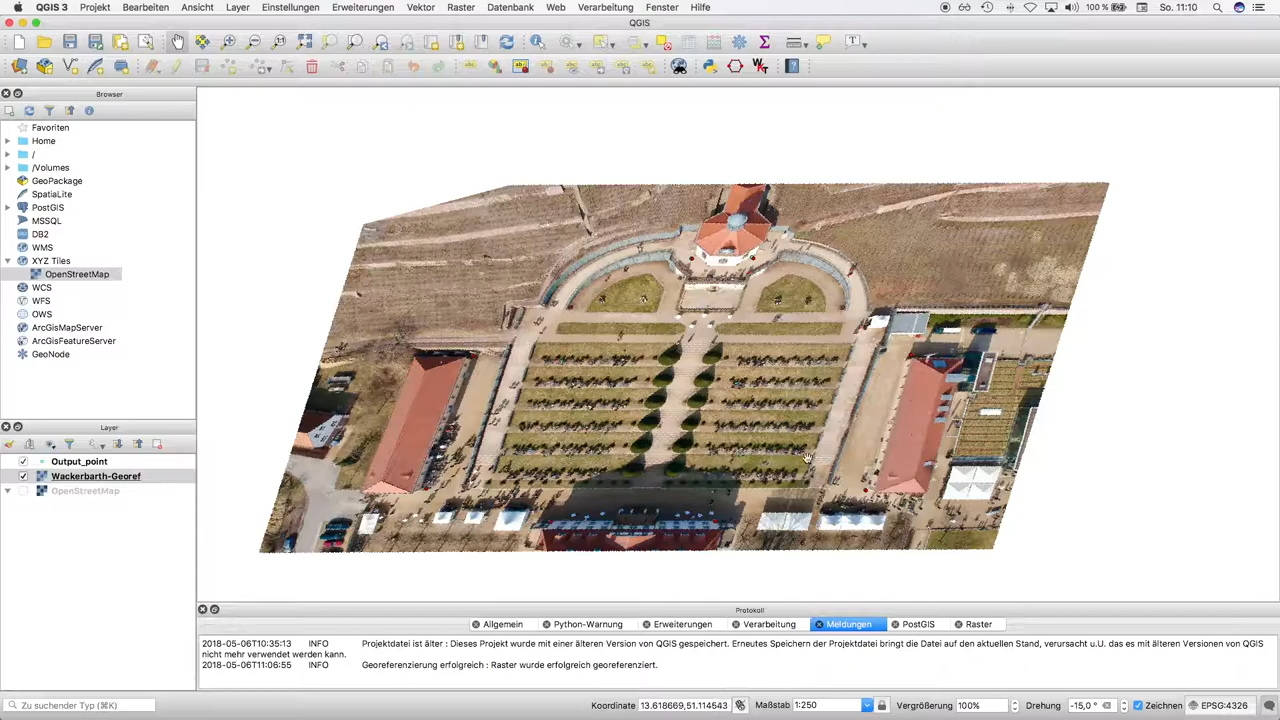 QGIS 3 Projekt Bearbeiten Ansicht Layer Einstellungen Erweiterungen Vektor Raster Datenbank Web Verarbeitung Fenster Hilfe 100 % So. 11:10
QGIS
Browser
Favoriten
Home
/
/Volumes
GeoPackage
SpatiaLite
PostGIS
MSSQL
DB2
WMS
XYZ Tiles
OpenStreetMap
WCS
WFS
OWS
ArcGisMapServer
ArcGisFeatureServer
GeoNode
Layer
Output_point
Wackerbarth-Georef
OpenStreetMap
Protokoll
Allgemein Python-Warnung Erweiterungen Verarbeitung Meldungen PostGIS Raster
2018-05-06T10:35:13 INFO Projektdatei ist älter : Dieses Projekt wurde mit einer älteren Version von QGIS gespeichert. Erneutes Speichern der Projektdatei bringt die Datei auf den aktuellen Stand, verursacht u.U. das es mit älteren Versionen von QGIS
nicht mehr verwendet werden kann.
2018-05-06T11:06:55 INFO Georeferenzierung erfolgreich : Raster wurde erfolgreich georeferenziert.
Zu suchender Typ (⌘K) Koordinate 13.618669,51.114543 Maßstab 1:250 Vergrößerung 100% Drehung -15,0 ° Zeichnen EPSG:4326